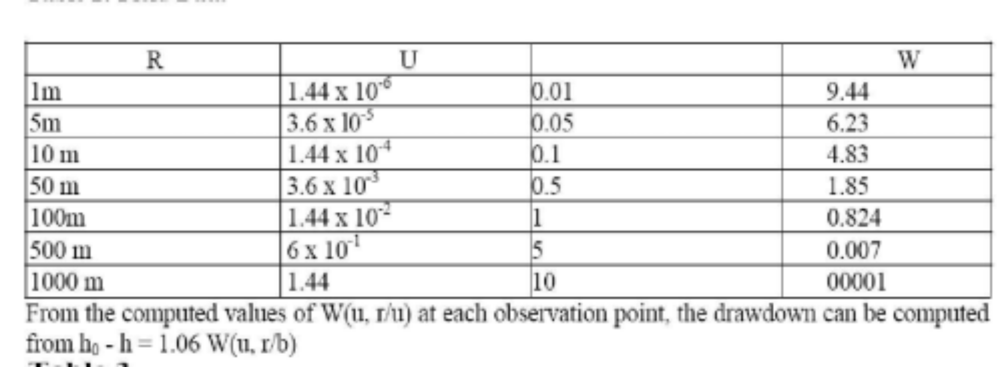 R U W
1m 1.44 x 10⁻⁶ 0.01 9.44
5m 3.6 x 10⁻⁵ 0.05 6.23
10 m 1.44 x 10⁻⁴ 0.1 4.83
50 m 3.6 x 10⁻³ 0.5 1.85
100m 1.44 x 10⁻² 1 0.824
500 m 6 x 10⁻¹ 5 0.007
1000 m 1.44 10 00001
From the computed values of W(u, r/u) at each observation point, the drawdown can be computed
from h₀ - h = 1.06 W(u, r/b)